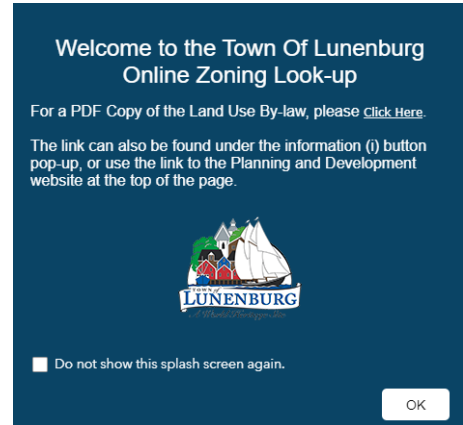 Welcome to the Town Of Lunenburg
Online Zoning Look-up
For a PDF Copy of the Land Use By-law, please Click Here.
The link can also be found under the information (i) button
pop-up, or use the link to the Planning and Development
website at the top of the page.
TOWN of
LUNENBURG
A World Heritage Site
Do not show this splash screen again.
OK